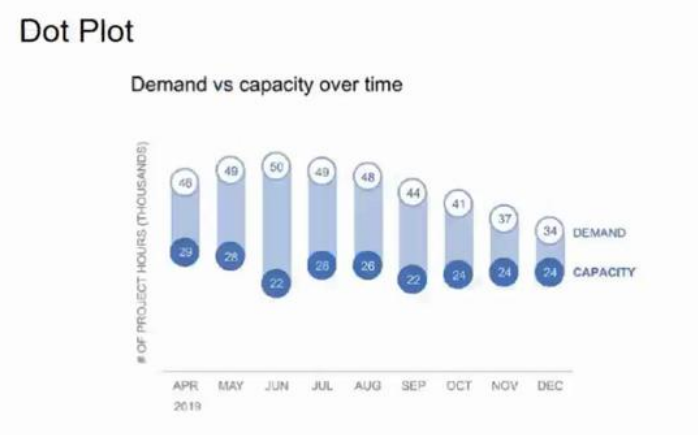 Dot Plot
Demand vs capacity over time
# OF PROJECT HOURS (THOUSANDS)
46 49 50 49 48 44 41 37 34 DEMAND
29 28 22 26 26 22 24 24 24 CAPACITY
APR MAY JUN JUL AUG SEP OCT NOV DEC
2019